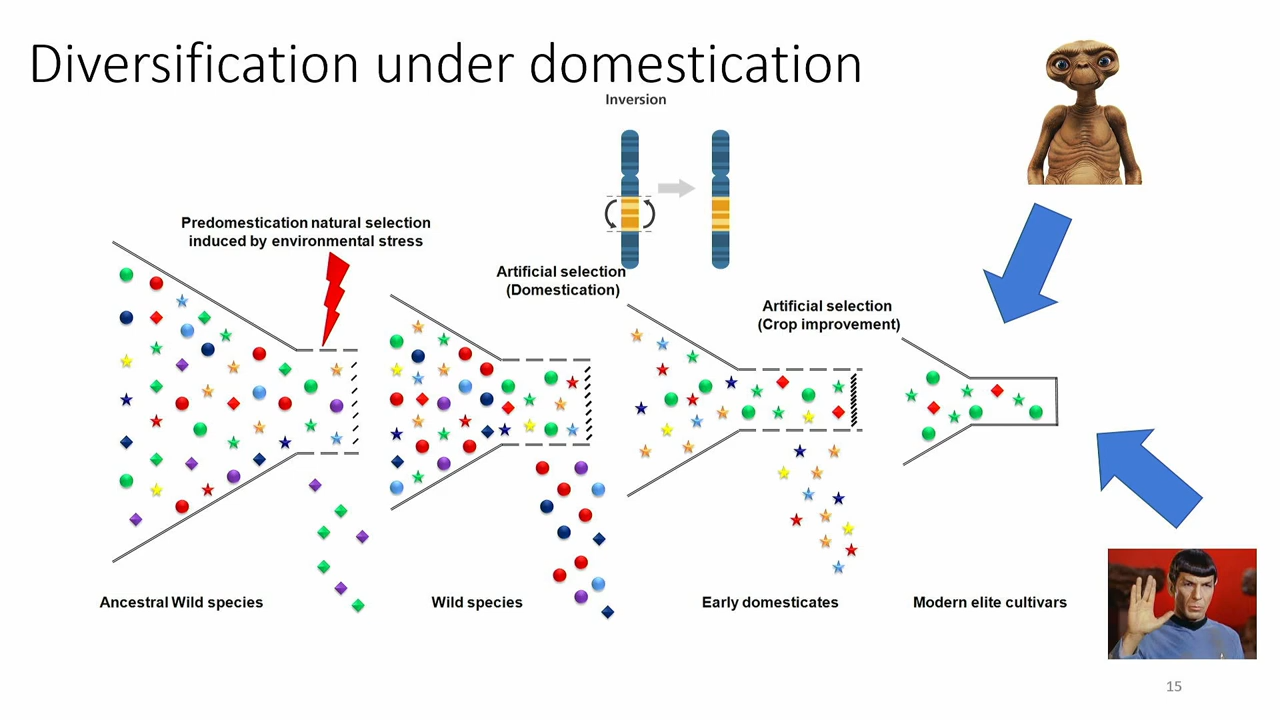 Diversification under domestication
Inversion
Predomestication natural selection
induced by environmental stress
Artificial selection
(Domestication)
Artificial selection
(Crop improvement)
Ancestral Wild species
Wild species
Early domesticates
Modern elite cultivars
15